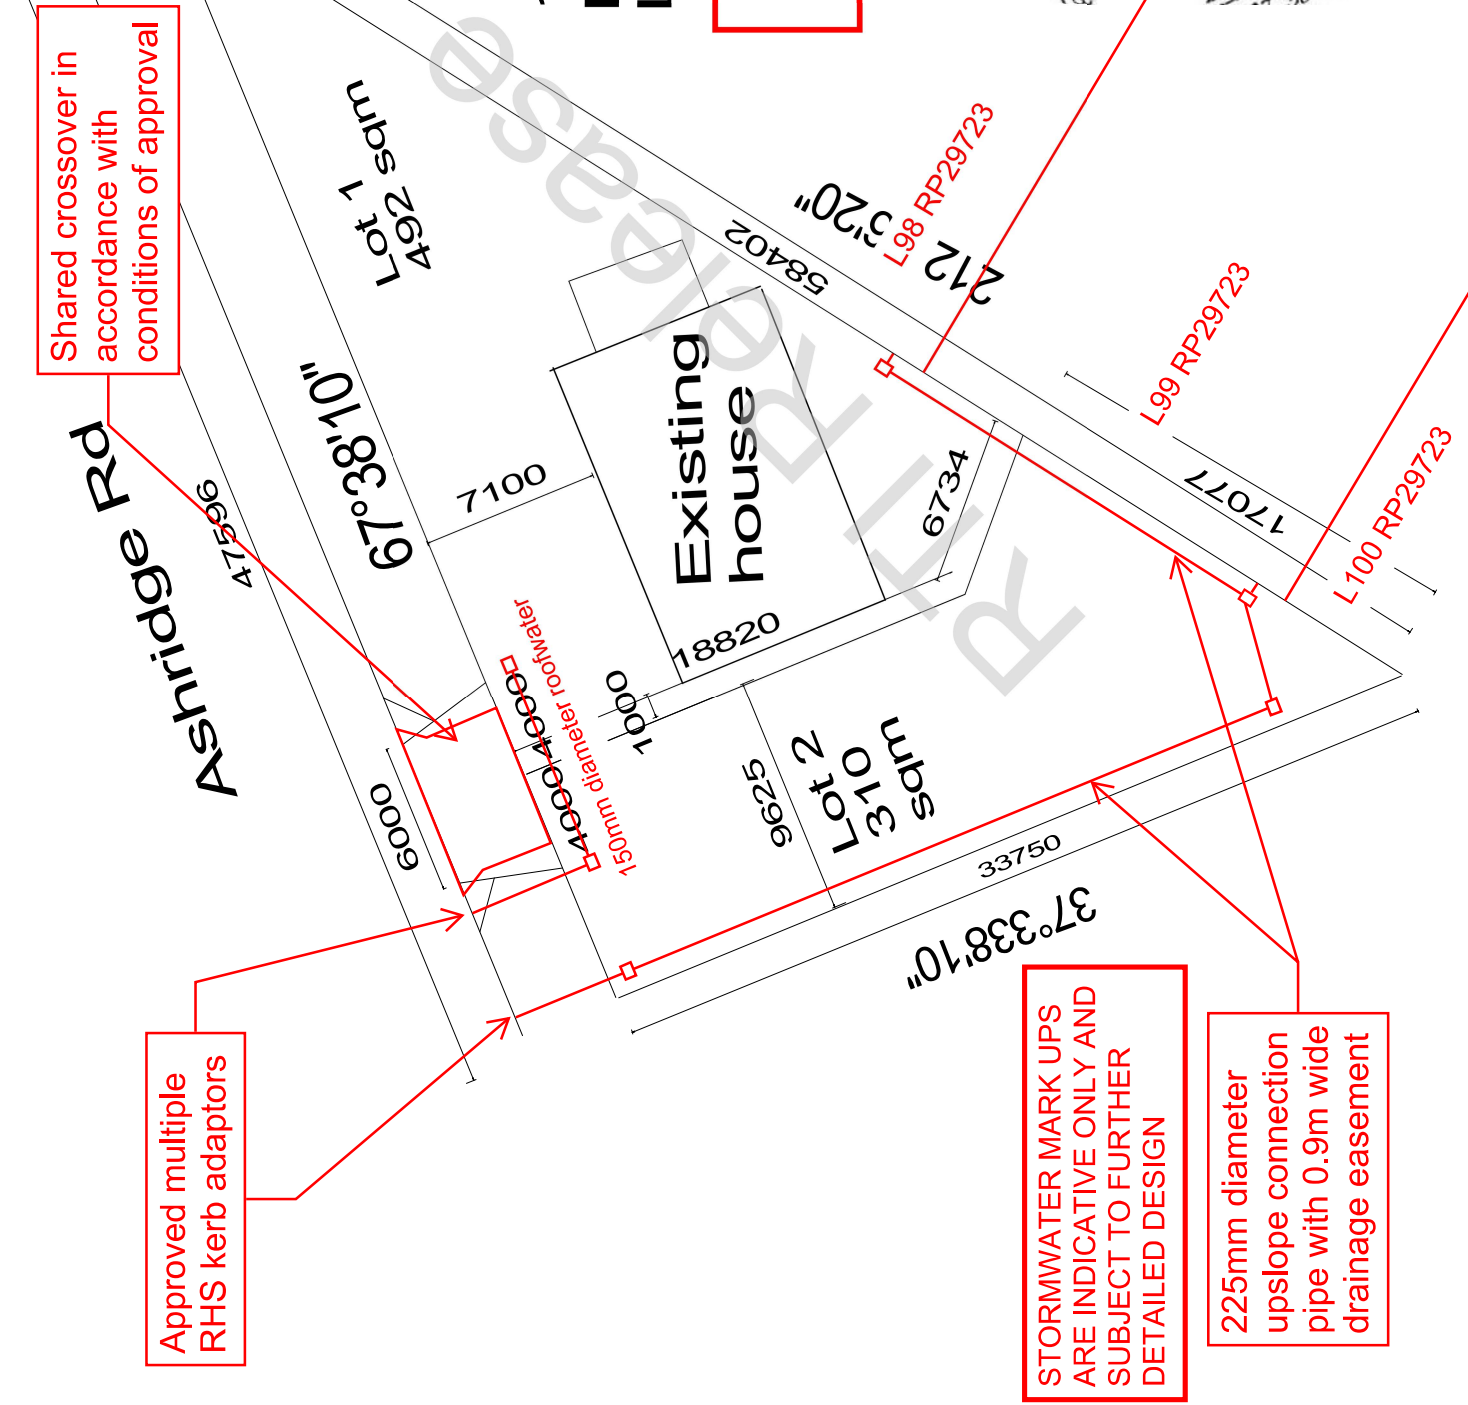 Shared crossover in
accordance with
conditions of approval
Ashridge Rd
47596
67°38'10"
Lot 1
492 sqm
7100
Existing
house
58402
212
3'20"
L98 RP29723
L99 RP29723
L100 RP29723
17077
6734
18820
1000
4000
4000
150mm diameter roofwater
6000
9625
Lot 2
310
sqm
33750
37°338'10"
Approved multiple
RHS kerb adaptors
STORMWATER MARK UPS
ARE INDICATIVE ONLY AND
SUBJECT TO FURTHER
DETAILED DESIGN
225mm diameter
upslope connection
pipe with 0.9m wide
drainage easement
RTI Release